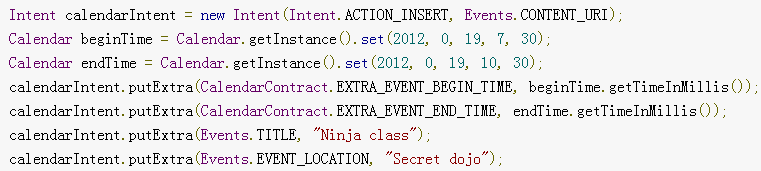 Intent calendarIntent = new Intent(Intent.ACTION_INSERT, Events.CONTENT_URI);
Calendar beginTime = Calendar.getInstance().set(2012, 0, 19, 7, 30);
Calendar endTime = Calendar.getInstance().set(2012, 0, 19, 10, 30);
calendarIntent.putExtra(CalendarContract.EXTRA_EVENT_BEGIN_TIME, beginTime.getTimeInMillis());
calendarIntent.putExtra(CalendarContract.EXTRA_EVENT_END_TIME, endTime.getTimeInMillis());
calendarIntent.putExtra(Events.TITLE, "Ninja class");
calendarIntent.putExtra(Events.EVENT_LOCATION, "Secret dojo");